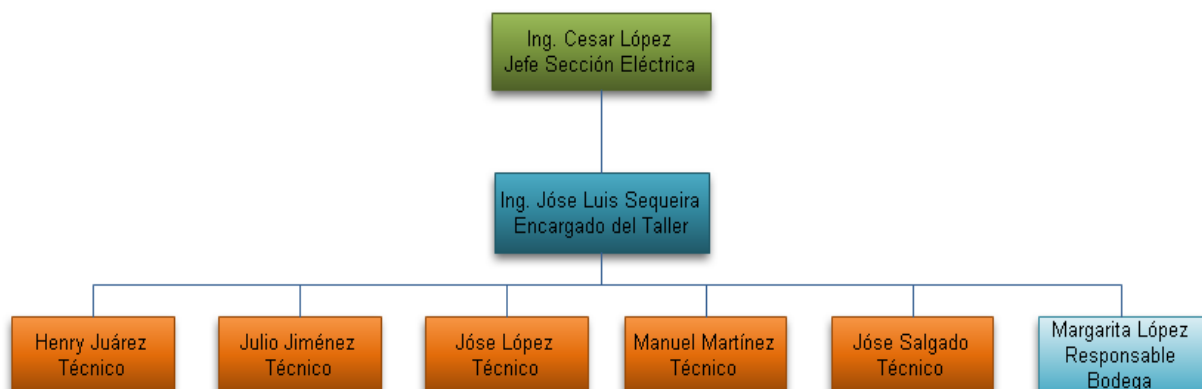 Ing. Cesar López
Jefe Sección Eléctrica
Ing. Jóse Luis Sequeira
Encargado del Taller
Henry Juárez
Técnico
Julio Jiménez
Técnico
Jóse López
Técnico
Manuel Martínez
Técnico
Jóse Salgado
Técnico
Margarita López
Responsable
Bodega